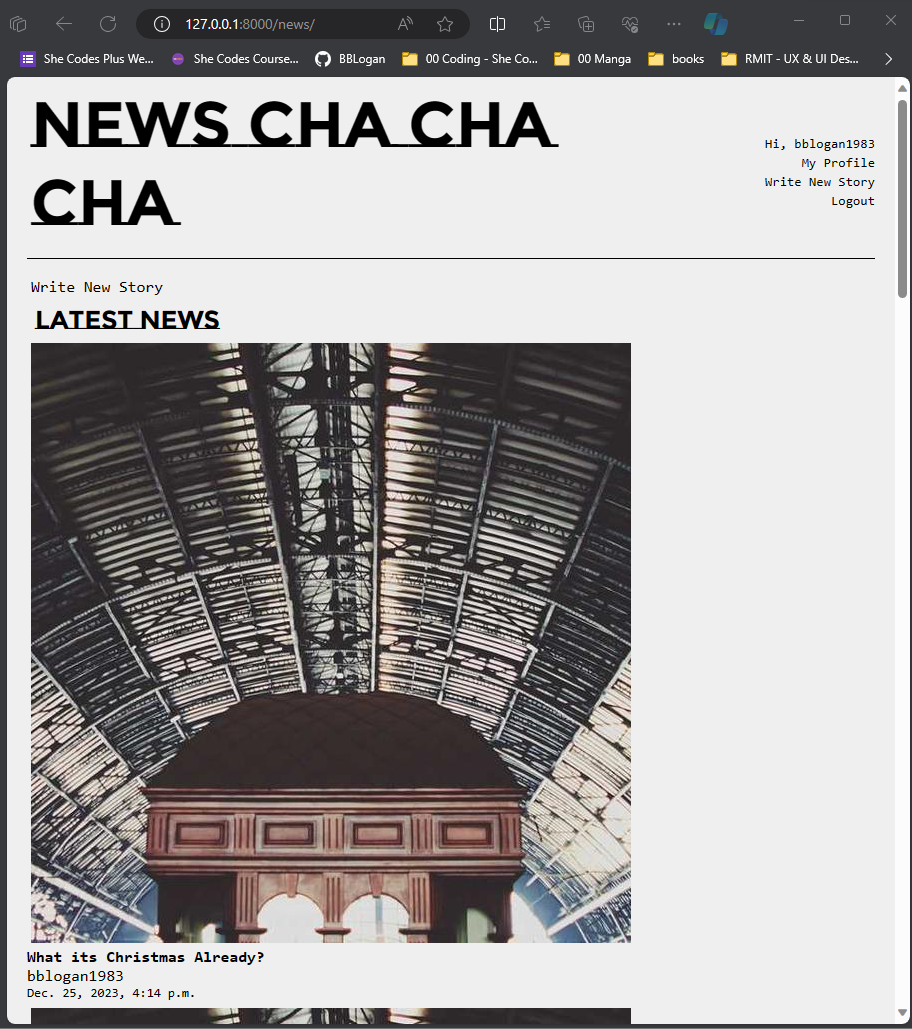 127.0.0.1:8000/news/
She Codes Plus We...
She Codes Course...
BBLogan
00 Coding - She Co...
00 Manga
books
RMIT - UX & UI Des...
NEWS CHA CHA
CHA
Hi, bblogan1983
My Profile
Write New Story
Logout
Write New Story
LATEST NEWS
What its Christmas Already?
bblogan1983
Dec. 25, 2023, 4:14 p.m.